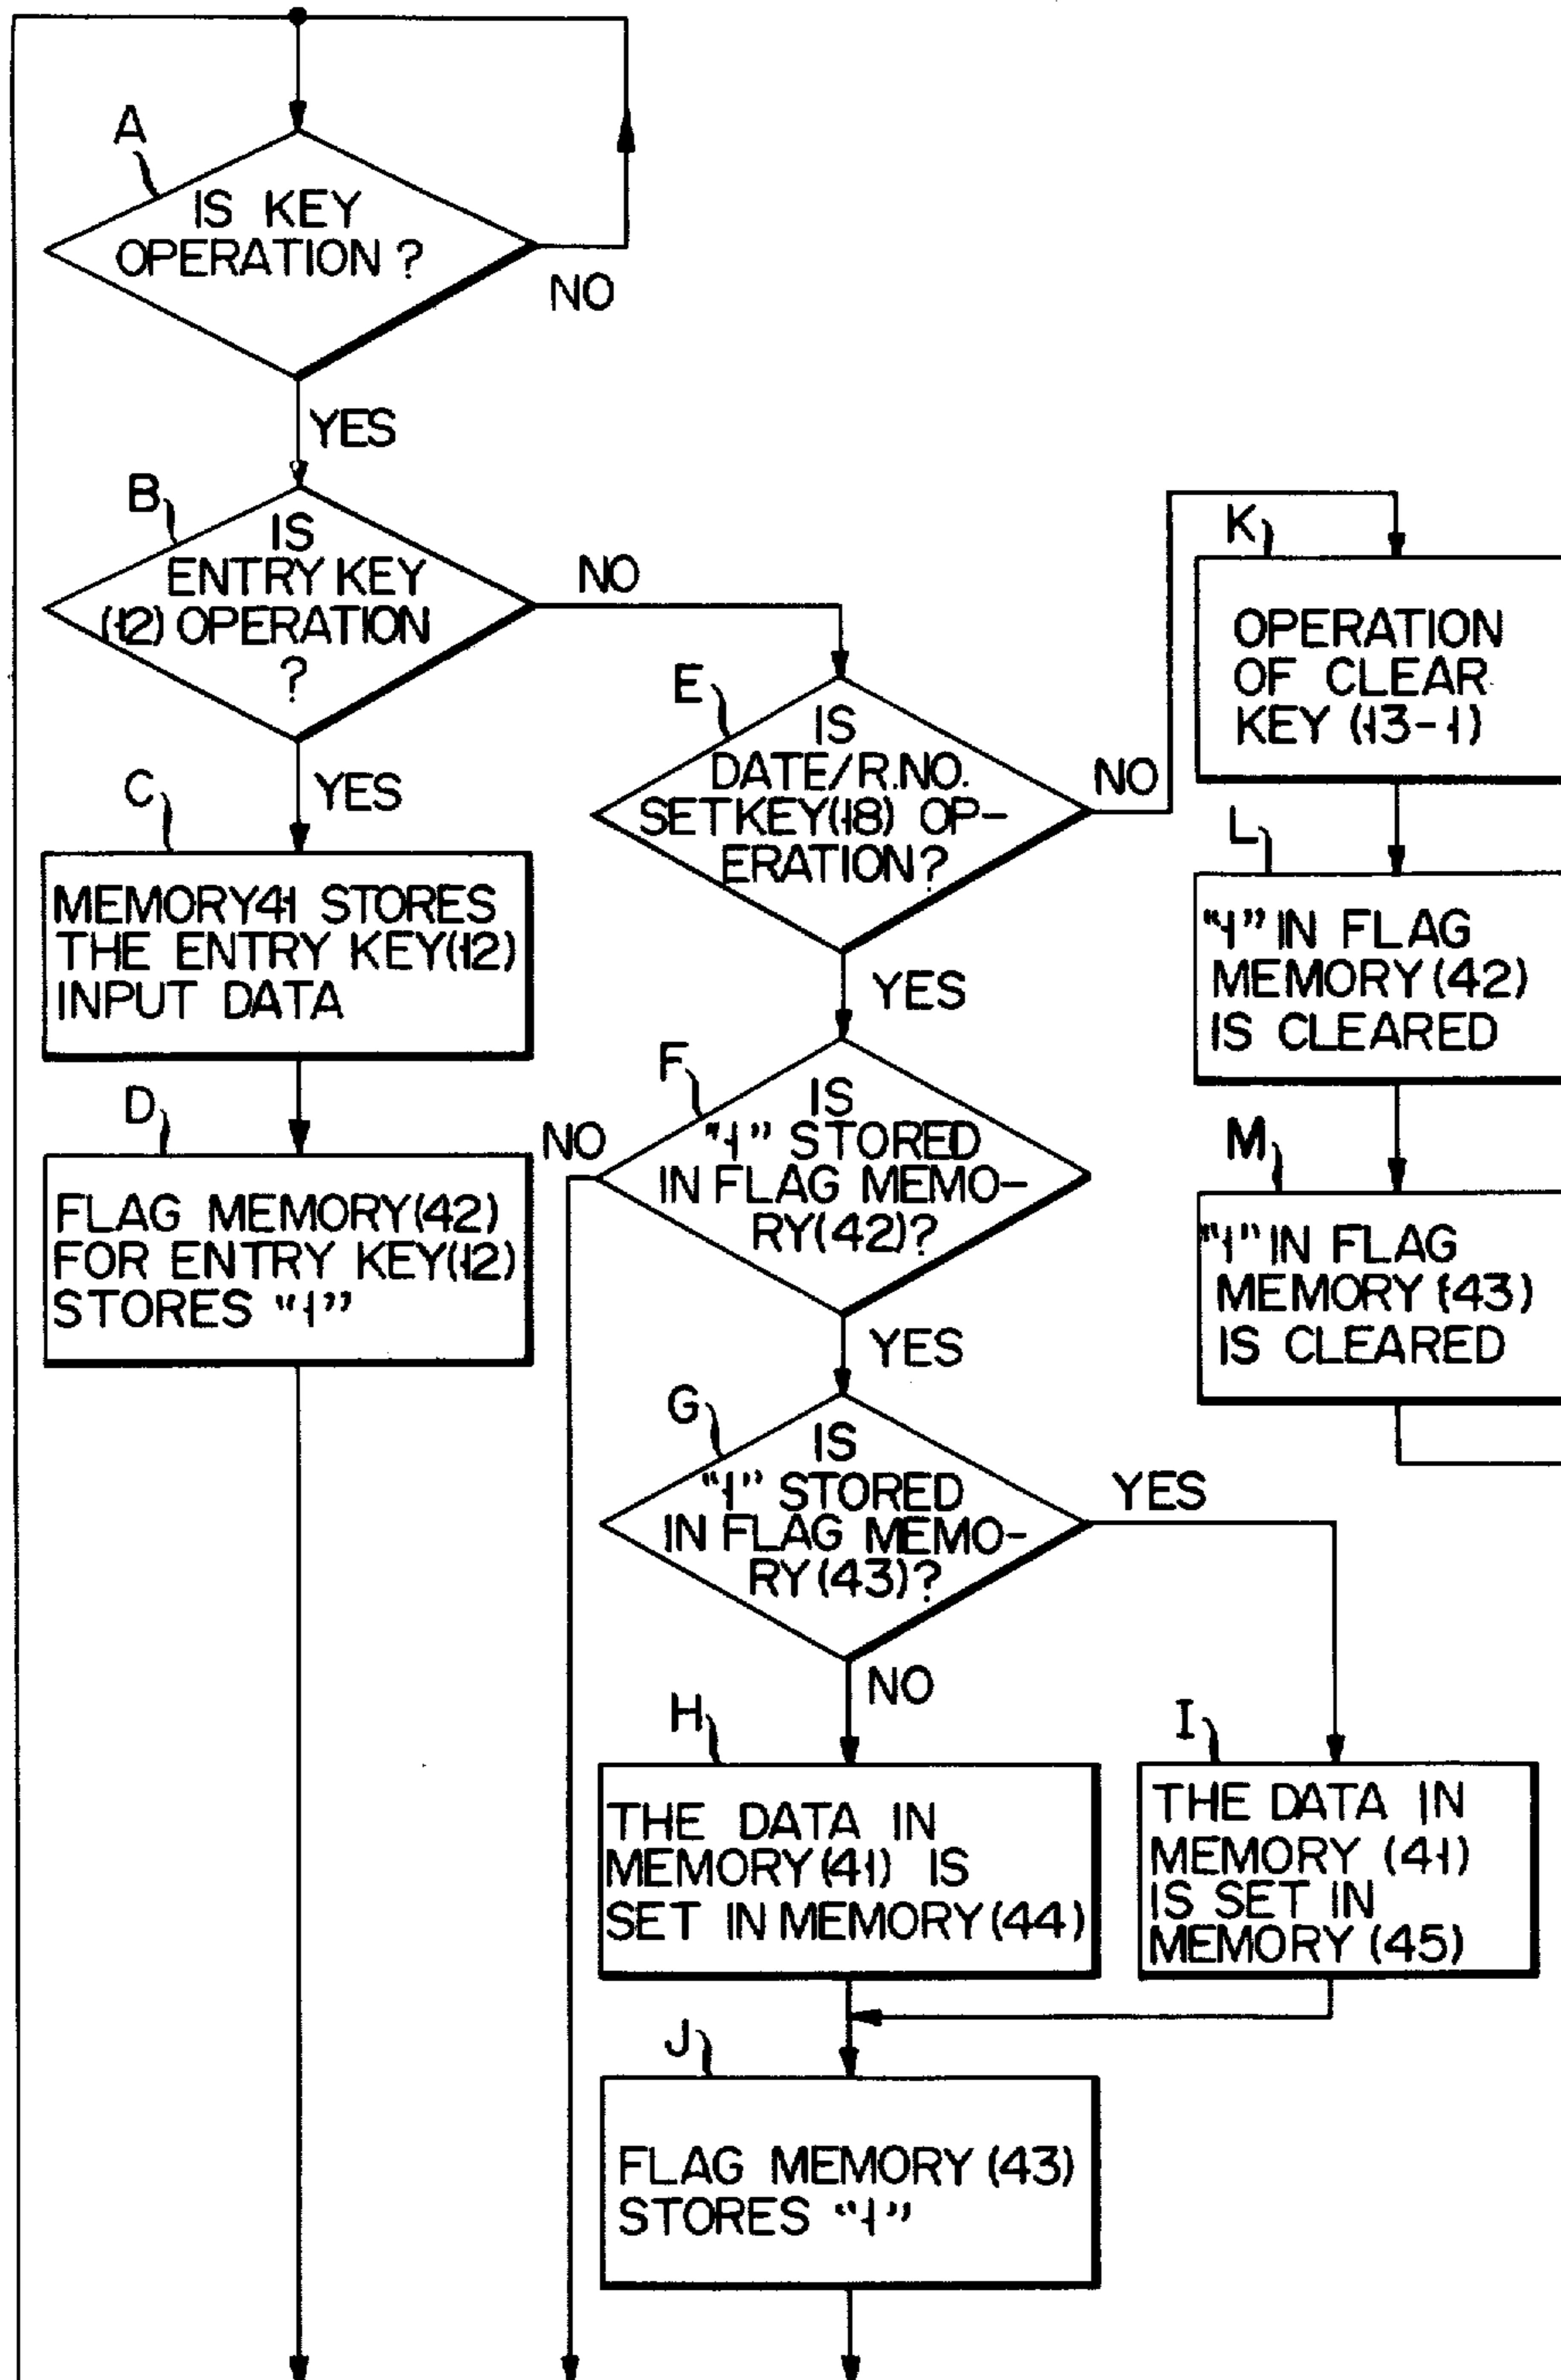 A
IS KEY
OPERATION ?
NO
YES
B
IS
ENTRY KEY
(12) OPERATION
?
NO
YES
C
MEMORY 41 STORES
THE ENTRY KEY (12)
INPUT DATA
D
FLAG MEMORY (42)
FOR ENTRY KEY (12)
STORES "1"
E
IS
DATE/R.NO.
SET KEY (18) OP-
ERATION?
NO
YES
F
IS
"1" STORED
IN FLAG MEMO-
RY (42)?
NO
YES
G
IS
"1" STORED
IN FLAG MEMO-
RY (43)?
YES
NO
H
THE DATA IN
MEMORY (41) IS
SET IN MEMORY (44)
I
THE DATA IN
MEMORY (41)
IS SET IN
MEMORY (45)
J
FLAG MEMORY (43)
STORES "1"
K
OPERATION
OF CLEAR
KEY (13-1)
L
"1" IN FLAG
MEMORY (42)
IS CLEARED
M
"1" IN FLAG
MEMORY (43)
IS CLEARED